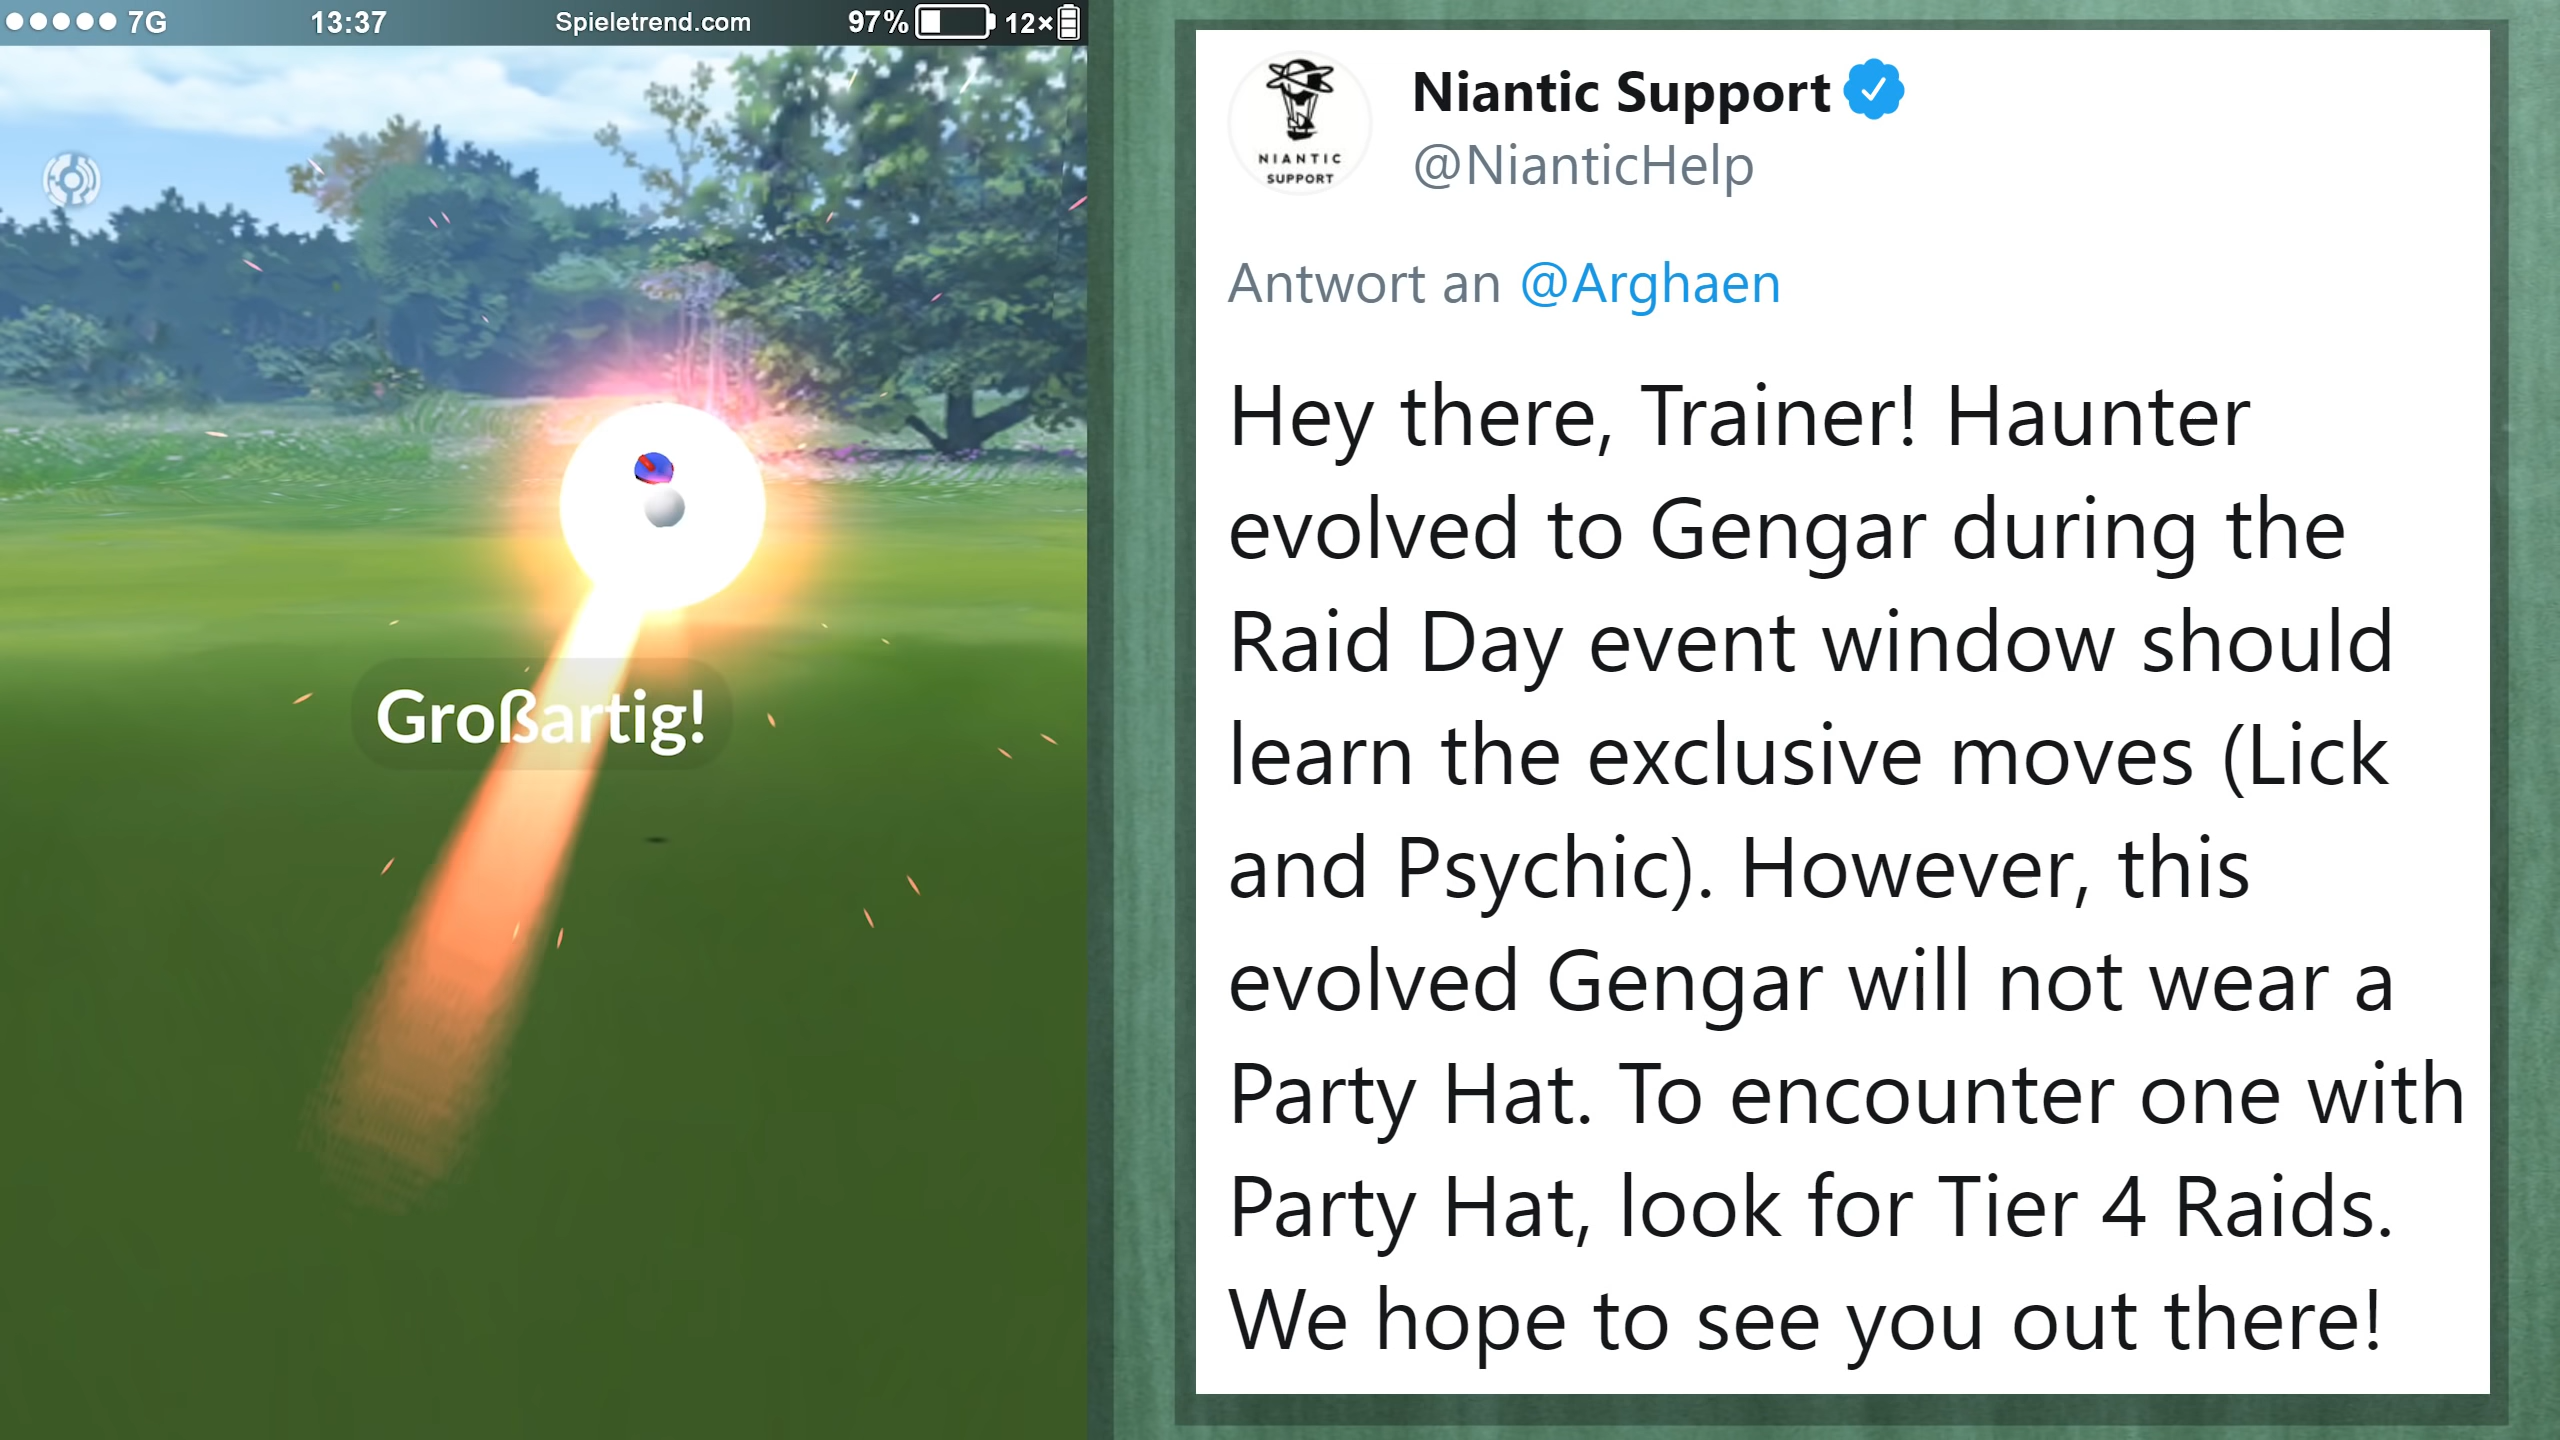 7G 13:37 Spieletrend.com 97% 12×
Großartig!
NIANTIC
SUPPORT
Niantic Support
@NianticHelp
Antwort an @Arghaen
Hey there, Trainer! Haunter
evolved to Gengar during the
Raid Day event window should
learn the exclusive moves (Lick
and Psychic). However, this
evolved Gengar will not wear a
Party Hat. To encounter one with
Party Hat, look for Tier 4 Raids.
We hope to see you out there!